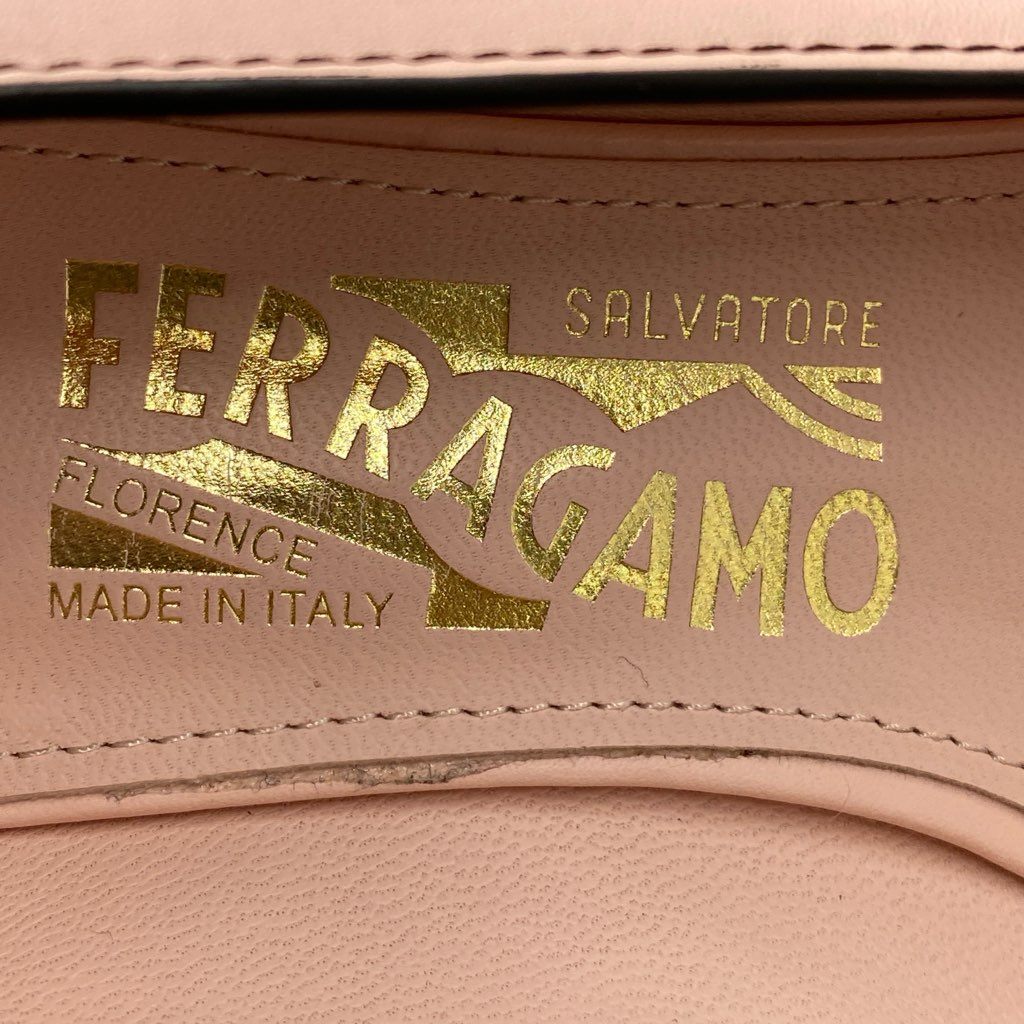 SALVATORE
FERRAGAMO
FLORENCE
MADE IN ITALY